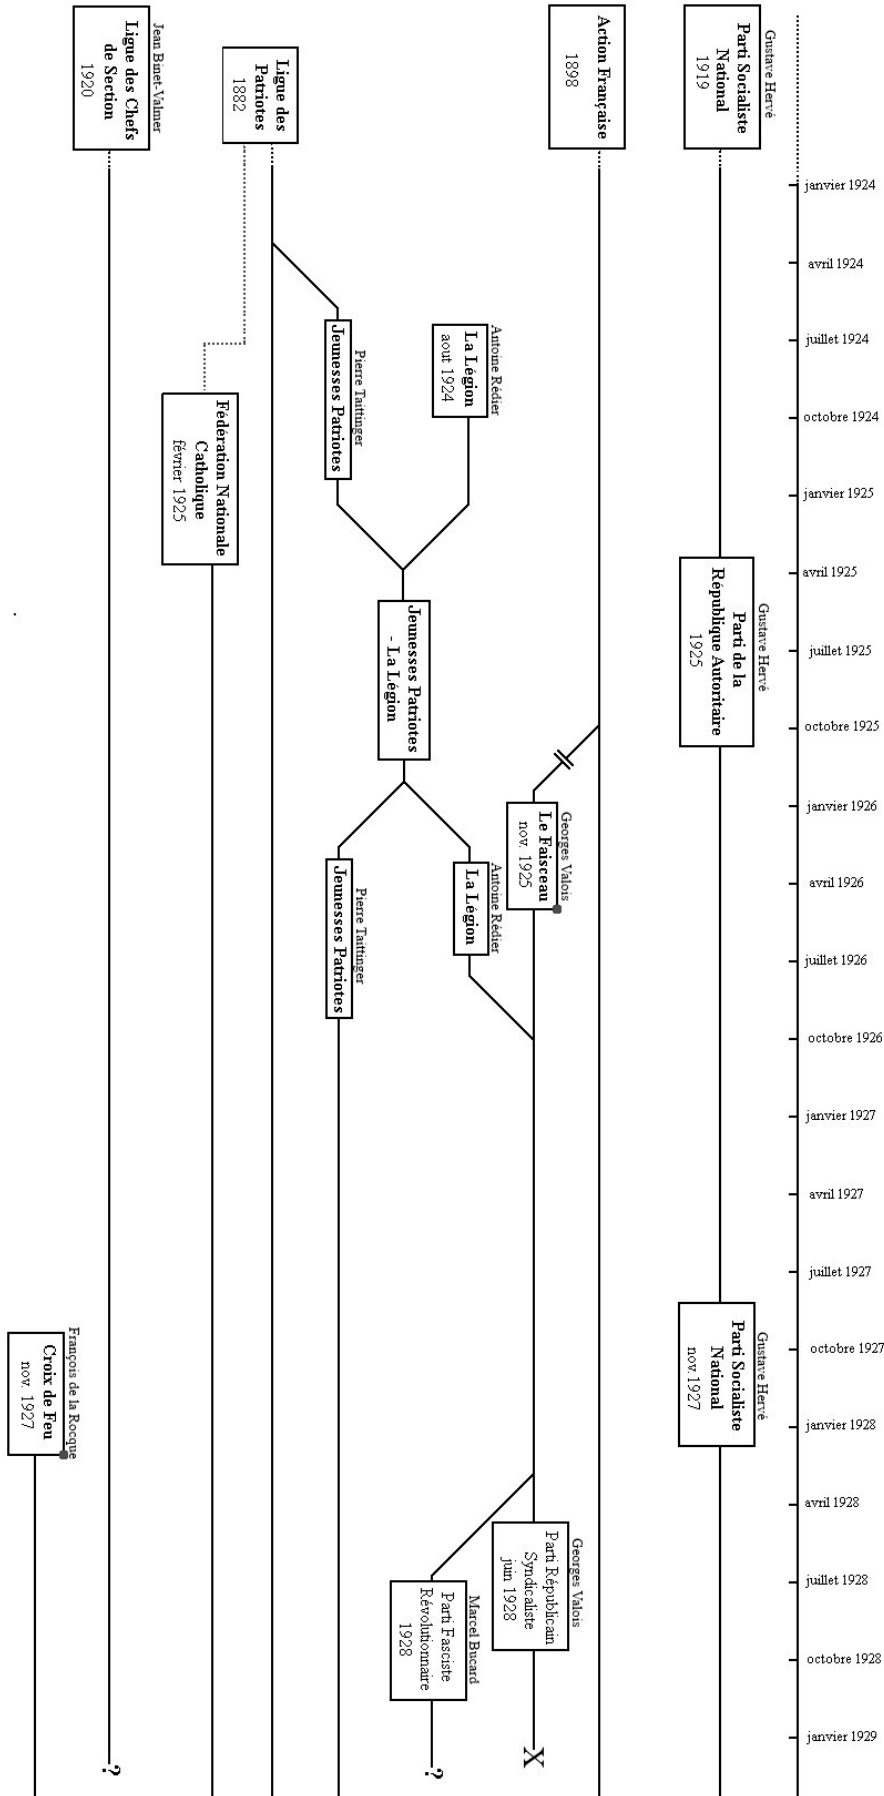 Gustave Hervé
Parti Socialiste
National
1919
Action Française
1898
Ligue des
Patriotes
1882
Jean Binet-Valmer
Ligue des Chefs
de Section
1920
janvier 1924
avril 1924
juillet 1924
octobre 1924
janvier 1925
avril 1925
juillet 1925
octobre 1925
janvier 1926
avril 1926
juillet 1926
octobre 1926
janvier 1927
avril 1927
juillet 1927
octobre 1927
janvier 1928
avril 1928
juillet 1928
octobre 1928
janvier 1929
Antoine Rédier
La Légion
aout 1924
Pierre Taittinger
Jeunesses Patriotes
Fédération Nationale
Catholique
février 1925
Gustave Hervé
Parti de la
République Autoritaire
1925
Jeunesses Patriotes
- La Légion
Georges Valois
Le Faisceau
nov. 1925
Antoine Rédier
La Légion
Pierre Taittinger
Jeunesses Patriotes
Gustave Hervé
Parti Socialiste
National
nov.1927
François de la Rocque
Croix de Feu
nov. 1927
Georges Valois
Parti Républicain
Syndicaliste
juin 1928
Marcel Bucard
Parti Fasciste
Révolutionnaire
1928
X
?
?